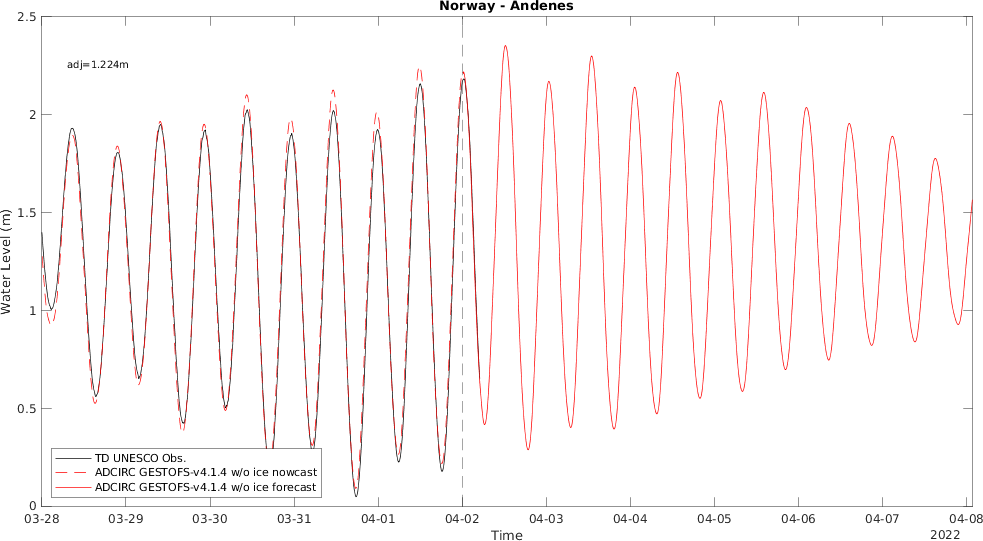 Norway - Andenes
2.5
adj=1.224m
2
1.5
Water Level (m)
1
0.5
TD UNESCO Obs.
ADCIRC GESTOFS-v4.1.4 w/o ice nowcast
ADCIRC GESTOFS-v4.1.4 w/o ice forecast
0
03-28 03-29 03-30 03-31 04-01 04-02 04-03 04-04 04-05 04-06 04-07 04-08
Time
2022